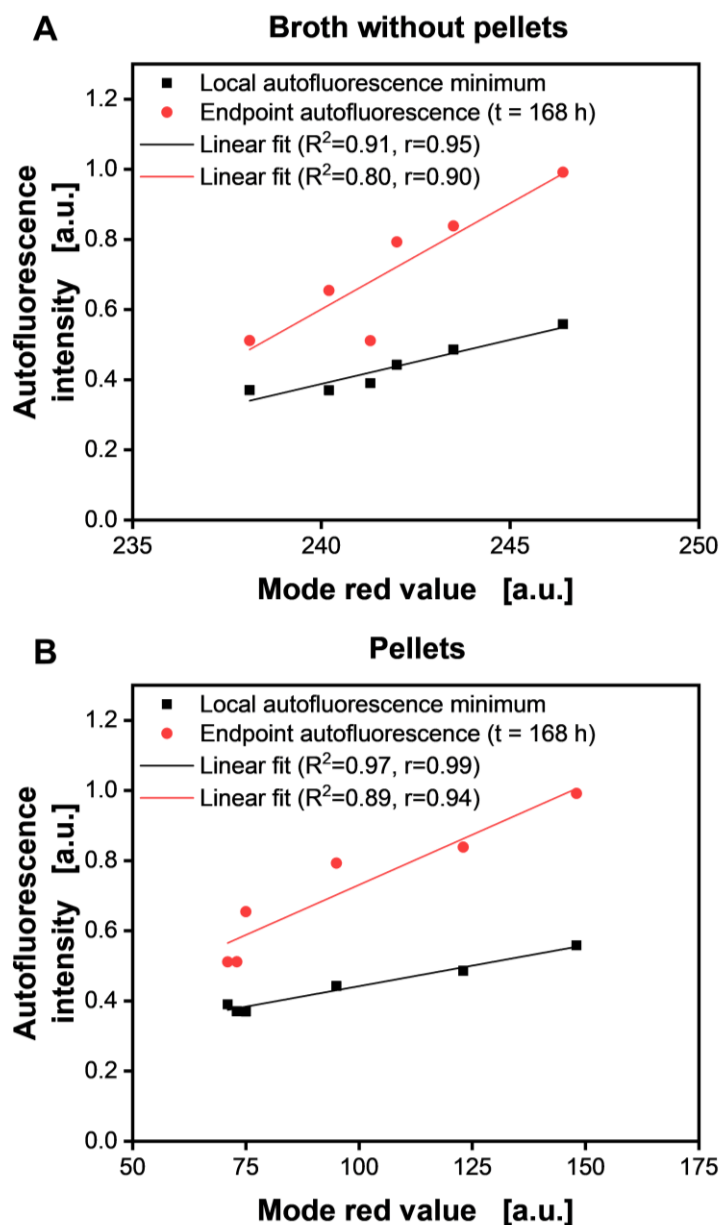 A
Broth without pellets
Local autofluorescence minimum
Endpoint autofluorescence (t = 168 h)
Linear fit (R²=0.91, r=0.95)
Linear fit (R²=0.80, r=0.90)
Autofluorescence
intensity [a.u.]
1.2
1.0
0.8
0.6
0.4
0.2
0.0
235
240
245
250
Mode red value [a.u.]
B
Pellets
Local autofluorescence minimum
Endpoint autofluorescence (t = 168 h)
Linear fit (R²=0.97, r=0.99)
Linear fit (R²=0.89, r=0.94)
Autofluorescence
intensity [a.u.]
1.2
1.0
0.8
0.6
0.4
0.2
0.0
50
75
100
125
150
175
Mode red value [a.u.]